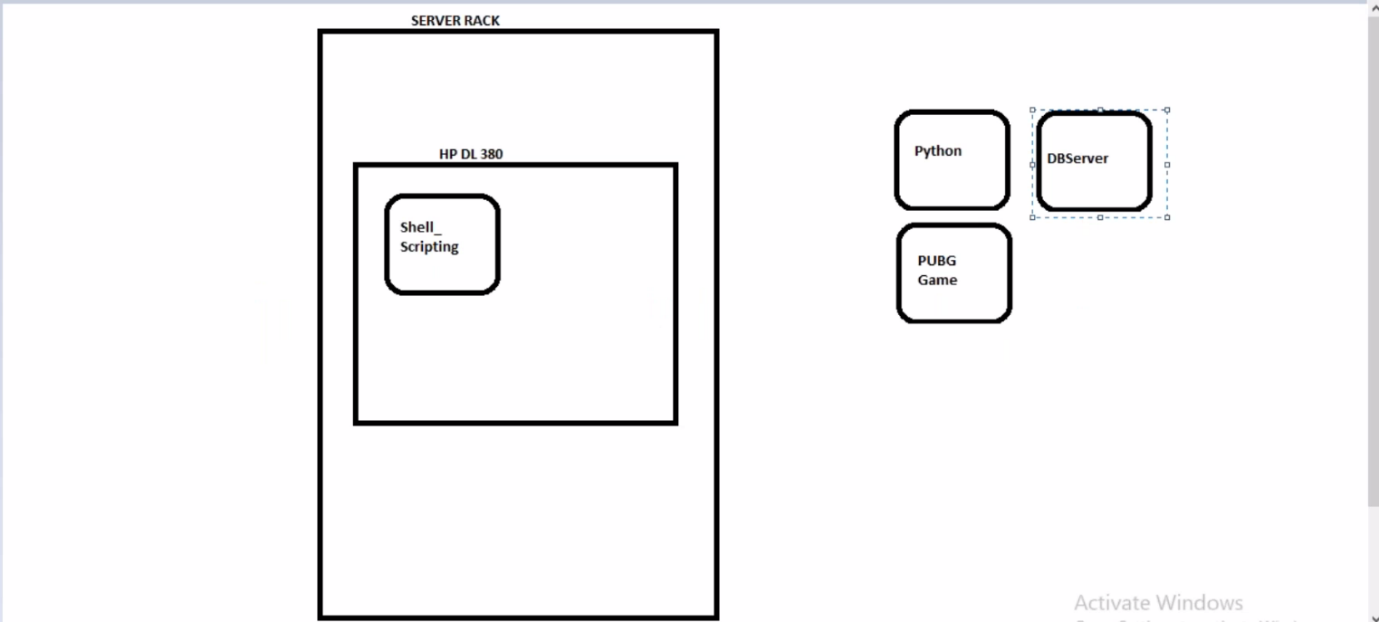 SERVER RACK
HP DL 380
Shell_
Scripting
Python
DBServer
PUBG
Game
Activate Windows